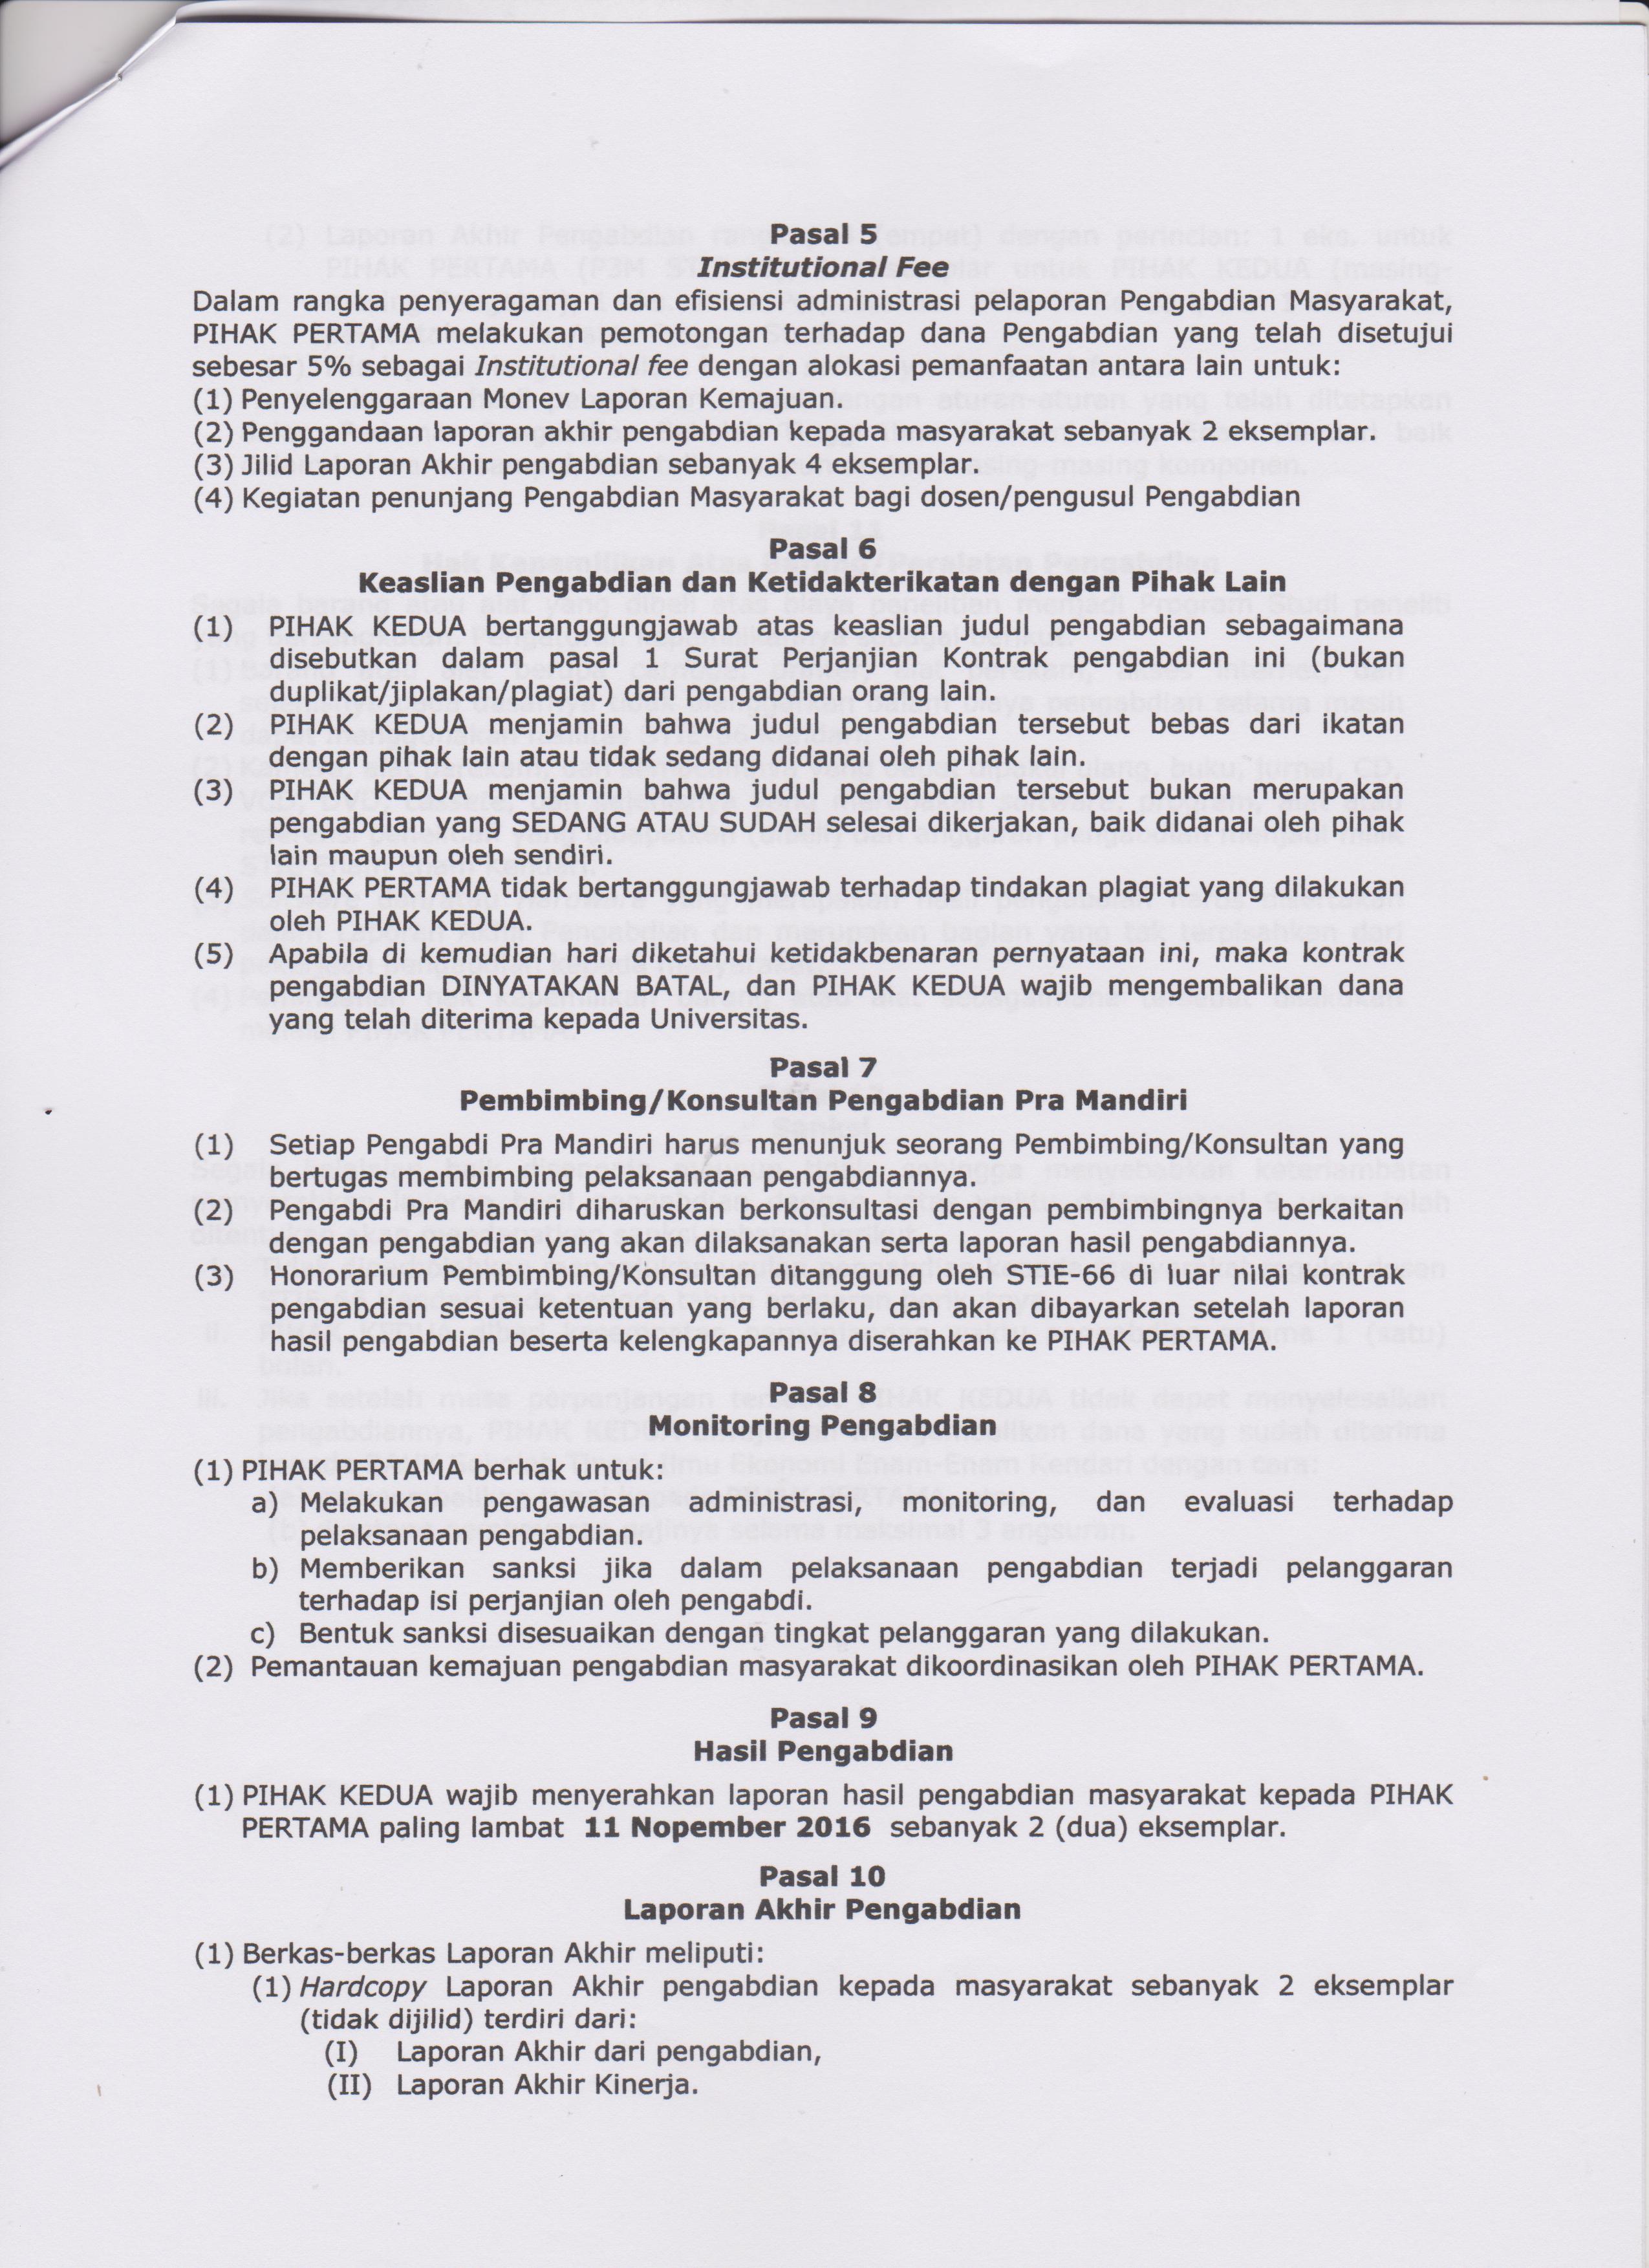 Pasal 5
Institutional Fee
Dalam rangka penyeragaman dan efisiensi administrasi pelaporan Pengabdian Masyarakat,
PIHAK PERTAMA melakukan pemotongan terhadap dana Pengabdian yang telah disetujui
sebesar 5% sebagai Institutional fee dengan alokasi pemanfaatan antara lain untuk:
(1) Penyelenggaraan Monev Laporan Kemajuan.
(2) Penggandaan laporan akhir pengabdian kepada masyarakat sebanyak 2 eksemplar.
(3) Jilid Laporan Akhir pengabdian sebanyak 4 eksemplar.
(4) Kegiatan penunjang Pengabdian Masyarakat bagi dosen/pengusul Pengabdian
Pasal 6
Keaslian Pengabdian dan Ketidakterikatan dengan Pihak Lain
(1) PIHAK KEDUA bertanggungjawab atas keaslian judul pengabdian sebagaimana
disebutkan dalam pasal 1 Surat Perjanjian Kontrak pengabdian ini (bukan
duplikat/jiplakan/plagiat) dari pengabdian orang lain.
(2) PIHAK KEDUA menjamin bahwa judul pengabdian tersebut bebas dari ikatan
dengan pihak lain atau tidak sedang didanai oleh pihak lain.
(3) PIHAK KEDUA menjamin bahwa judul pengabdian tersebut bukan merupakan
pengabdian yang SEDANG ATAU SUDAH selesai dikerjakan, baik didanai oleh pihak
lain maupun oleh sendiri.
(4) PIHAK PERTAMA tidak bertanggungjawab terhadap tindakan plagiat yang dilakukan
oleh PIHAK KEDUA.
(5) Apabila di kemudian hari diketahui ketidakbenaran pernyataan ini, maka kontrak
pengabdian DINYATAKAN BATAL, dan PIHAK KEDUA wajib mengembalikan dana
yang telah diterima kepada Universitas.
Pasal 7
Pembimbing/Konsultan Pengabdian Pra Mandiri
(1) Setiap Pengabdi Pra Mandiri harus menunjuk seorang Pembimbing/Konsultan yang
bertugas membimbing pelaksanaan pengabdiannya.
(2) Pengabdi Pra Mandiri diharuskan berkonsultasi dengan pembimbingnya berkaitan
dengan pengabdian yang akan dilaksanakan serta laporan hasil pengabdiannya.
(3) Honorarium Pembimbing/Konsultan ditanggung oleh STIE-66 di luar nilai kontrak
pengabdian sesuai ketentuan yang berlaku, dan akan dibayarkan setelah laporan
hasil pengabdian beserta kelengkapannya diserahkan ke PIHAK PERTAMA.
Pasal 8
Monitoring Pengabdian
(1) PIHAK PERTAMA berhak untuk:
a) Melakukan pengawasan administrasi, monitoring, dan evaluasi terhadap
pelaksanaan pengabdian.
b) Memberikan sanksi jika dalam pelaksanaan pengabdian terjadi pelanggaran
terhadap isi perjanjian oleh pengabdi.
c) Bentuk sanksi disesuaikan dengan tingkat pelanggaran yang dilakukan.
(2) Pemantauan kemajuan pengabdian masyarakat dikoordinasikan oleh PIHAK PERTAMA.
Pasal 9
Hasil Pengabdian
(1) PIHAK KEDUA wajib menyerahkan laporan hasil pengabdian masyarakat kepada PIHAK
PERTAMA paling lambat 11 Nopember 2016 sebanyak 2 (dua) eksemplar.
Pasal 10
Laporan Akhir Pengabdian
(1) Berkas-berkas Laporan Akhir meliputi:
(1) Hardcopy Laporan Akhir pengabdian kepada masyarakat sebanyak 2 eksemplar
(tidak dijilid) terdiri dari:
(I) Laporan Akhir dari pengabdian,
(II) Laporan Akhir Kinerja.